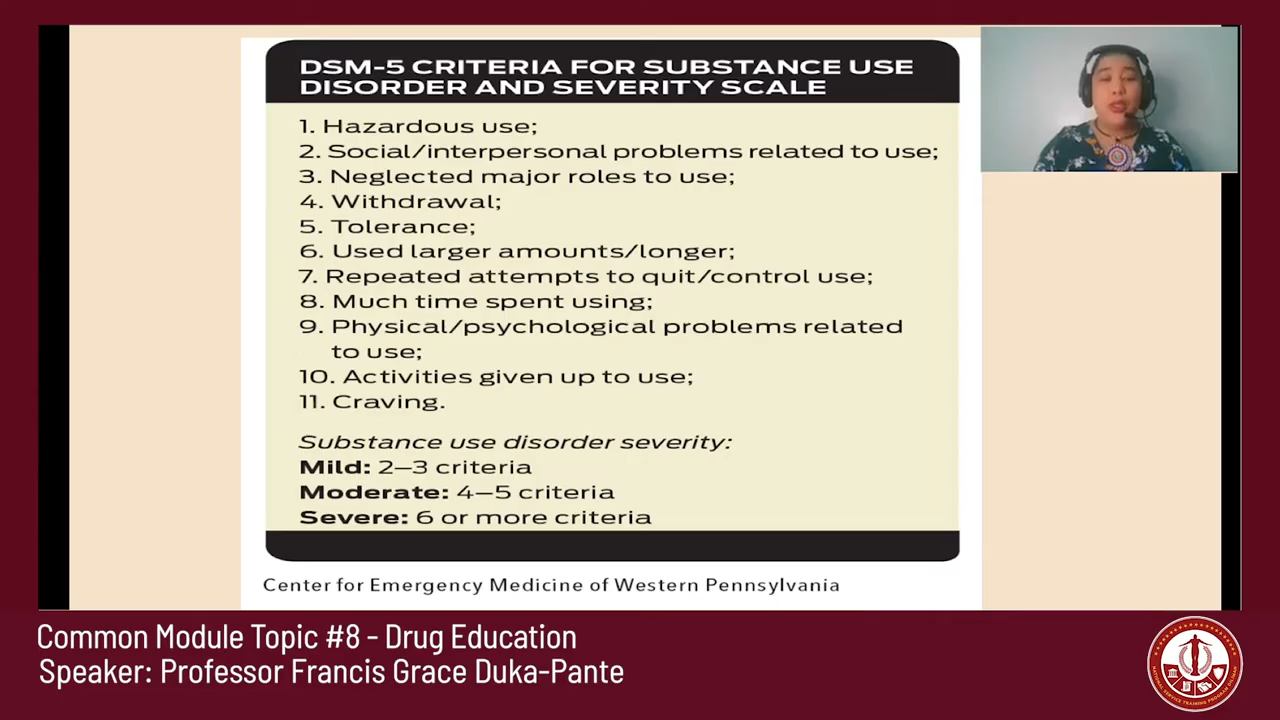 DSM-5 CRITERIA FOR SUBSTANCE USE
DISORDER AND SEVERITY SCALE
1. Hazardous use;
2. Social/interpersonal problems related to use;
3. Neglected major roles to use;
4. Withdrawal;
5. Tolerance;
6. Used larger amounts/longer;
7. Repeated attempts to quit/control use;
8. Much time spent using;
9. Physical/psychological problems related
to use;
10. Activities given up to use;
11. Craving.
Substance use disorder severity:
Mild: 2–3 criteria
Moderate: 4–5 criteria
Severe: 6 or more criteria
Center for Emergency Medicine of Western Pennsylvania
Common Module Topic #8 - Drug Education
Speaker: Professor Francis Grace Duka-Pante
NATIONAL SERVICE TRAINING PROGRAM DILIMAN